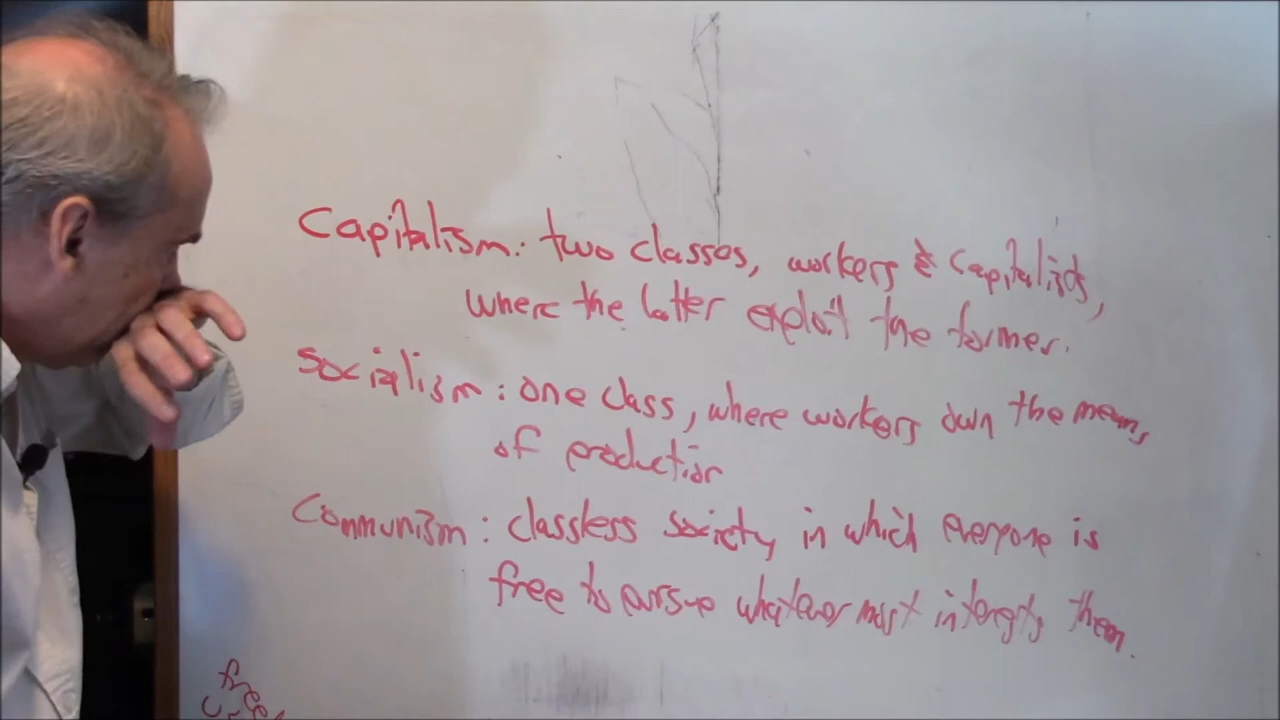 Capitalism: two classes, workers & capitalists,
where the latter exploit the former.
Socialism: one class, where workers own the means
of production
Communism: classless society in which everyone is
free to pursue whatever most interests them.
free